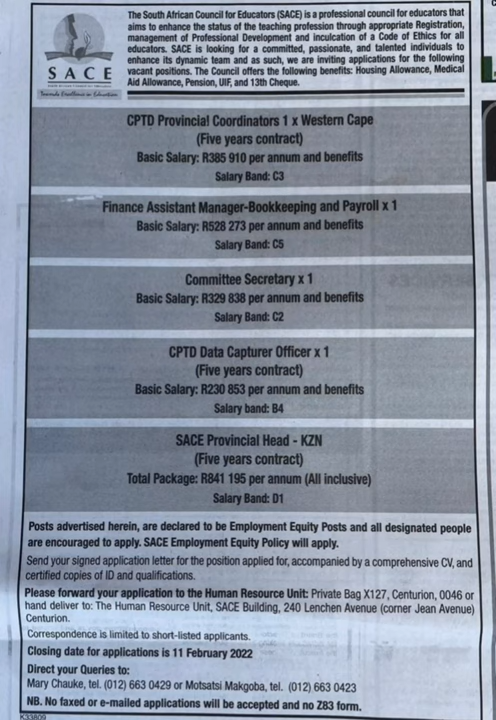 SACE
Towards Excellence in Education
The South African Council for Educators (SACE) is a professional council for educators that
aims to enhance the status of the teaching profession through appropriate Registration,
management of Professional Development and inculcation of a Code of Ethics for all
educators. SACE is looking for a committed, passionate, and talented individuals to
enhance its dynamic team and as such, we are inviting applications for the following
vacant positions. The Council offers the following benefits: Housing Allowance, Medical
Aid Allowance, Pension, UIF, and 13th Cheque.
CPTD Provincial Coordinators 1 x Western Cape
(Five years contract)
Basic Salary: R385 910 per annum and benefits
Salary Band: C3
Finance Assistant Manager-Bookkeeping and Payroll x 1
Basic Salary: R528 273 per annum and benefits
Salary Band: C5
Committee Secretary x 1
Basic Salary: R329 838 per annum and benefits
Salary Band: C2
CPTD Data Capturer Officer x 1
(Five years contract)
Basic Salary: R230 853 per annum and benefits
Salary band: B4
SACE Provincial Head - KZN
(Five years contract)
Total Package: R841 195 per annum (All inclusive)
Salary Band: D1
Posts advertised herein, are declared to be Employment Equity Posts and all designated people
are encouraged to apply. SACE Employment Equity Policy will apply.
Send your signed application letter for the position applied for, accompanied by a comprehensive CV, and
certified copies of ID and qualifications.
Please forward your application to the Human Resource Unit: Private Bag X127, Centurion, 0046 or
hand deliver to: The Human Resource Unit, SACE Building, 240 Lenchen Avenue (corner Jean Avenue)
Centurion.
Correspondence is limited to short-listed applicants.
Closing date for applications is 11 February 2022
Direct your Queries to:
Mary Chauke, tel. (012) 663 0429 or Motsatsi Makgoba, tel. (012) 663 0423
NB. No faxed or e-mailed applications will be accepted and no Z83 form.
K33809